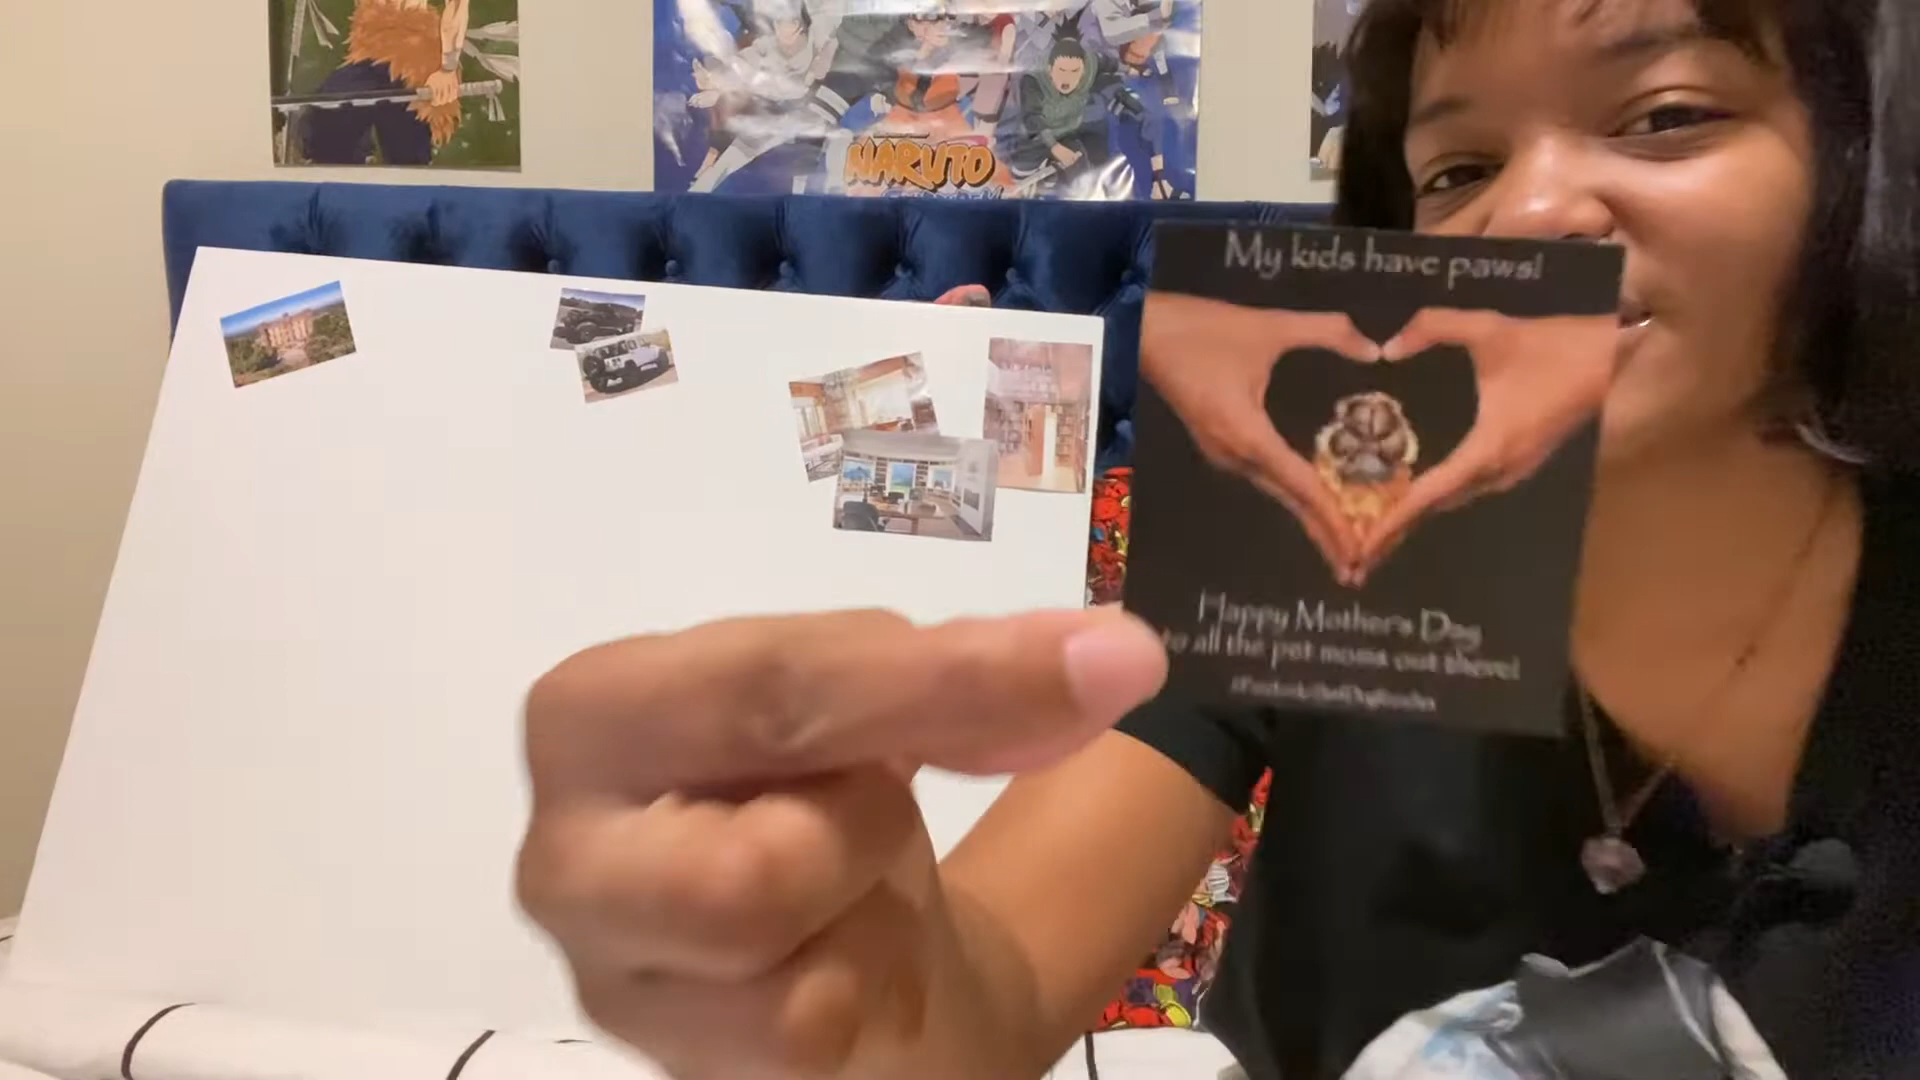 NARUTO
My kids have paws!
Happy Mother's Day
to all the pet moms out there!